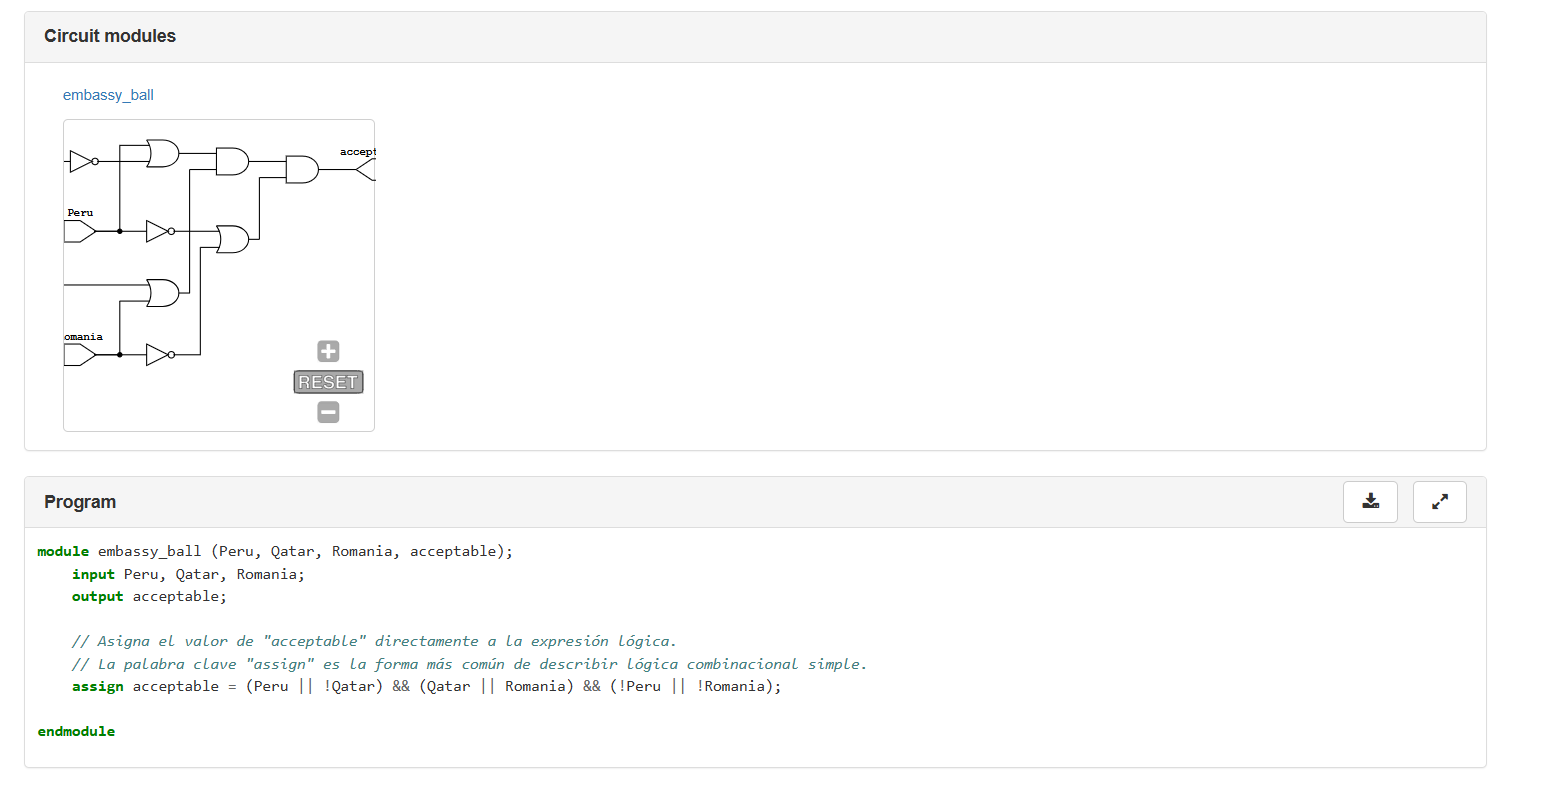 Circuit modules
embassy_ball
accept
Peru
omania
RESET
Program
module embassy_ball (Peru, Qatar, Romania, acceptable);
input Peru, Qatar, Romania;
output acceptable;
// Asigna el valor de "acceptable" directamente a la expresión lógica.
// La palabra clave "assign" es la forma más común de describir lógica combinacional simple.
assign acceptable = (Peru || !Qatar) && (Qatar || Romania) && (!Peru || !Romania);
endmodule